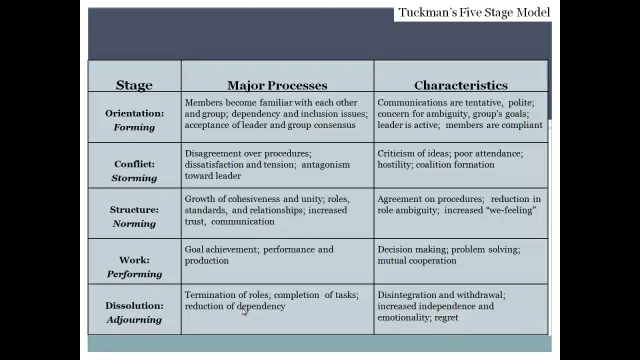 Tuckman's Five Stage Model
Stage
Major Processes
Characteristics
Orientation:
Forming
Members become familiar with each other
and group; dependency and inclusion issues;
acceptance of leader and group consensus
Communications are tentative, polite;
concern for ambiguity, group's goals;
leader is active; members are compliant
Conflict:
Storming
Disagreement over procedures;
dissatisfaction and tension; antagonism
toward leader
Criticism of ideas; poor attendance;
hostility; coalition formation
Structure:
Norming
Growth of cohesiveness and unity; roles,
standards, and relationships; increased
trust, communication
Agreement on procedures; reduction in
role ambiguity; increased "we-feeling"
Work:
Performing
Goal achievement; performance and
production
Decision making; problem solving;
mutual cooperation
Dissolution:
Adjourning
Termination of roles; completion of tasks;
reduction of dependency
Disintegration and withdrawal;
increased independence and
emotionality; regret